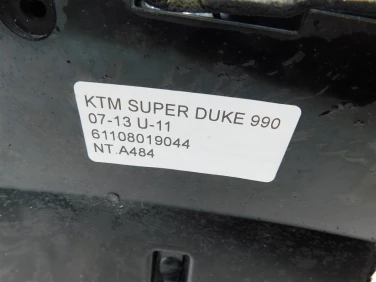 KTM SUPER DUKE 990
07-13 U-11
61108019044
NT.A484